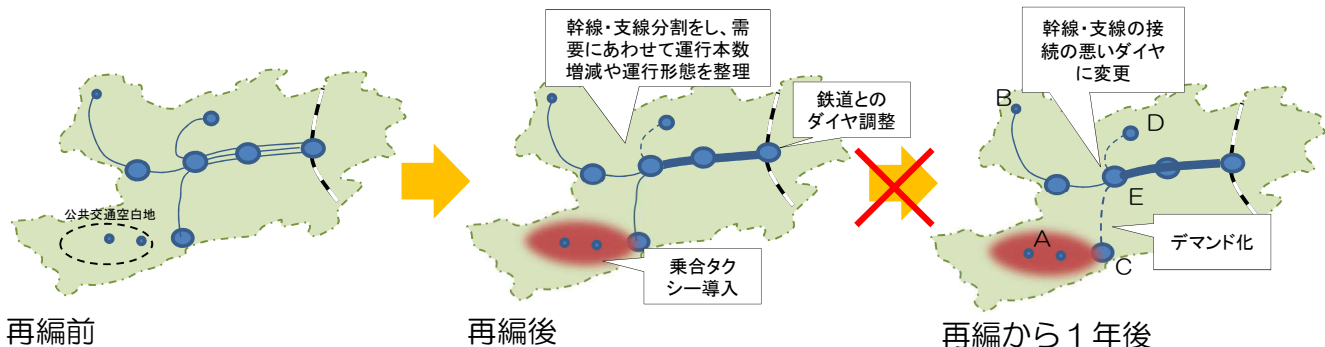 公共交通空白地
再編前
幹線・支線分割をし、需
要にあわせて運行本数
増減や運行形態を整理
鉄道との
ダイヤ調整
乗合タク
シー導入
再編後
幹線・支線の接
続の悪いダイヤ
に変更
B
D
E
A
C
デマンド化
再編から１年後